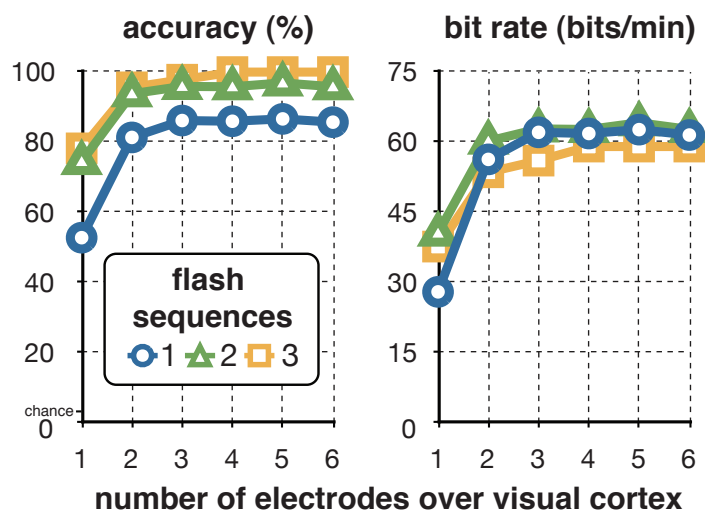 accuracy (%)
100
80
60
40
20
chance
0
1 2 3 4 5 6
flash
sequences
1 2 3
bit rate (bits/min)
75
60
45
30
15
0
1 2 3 4 5 6
number of electrodes over visual cortex